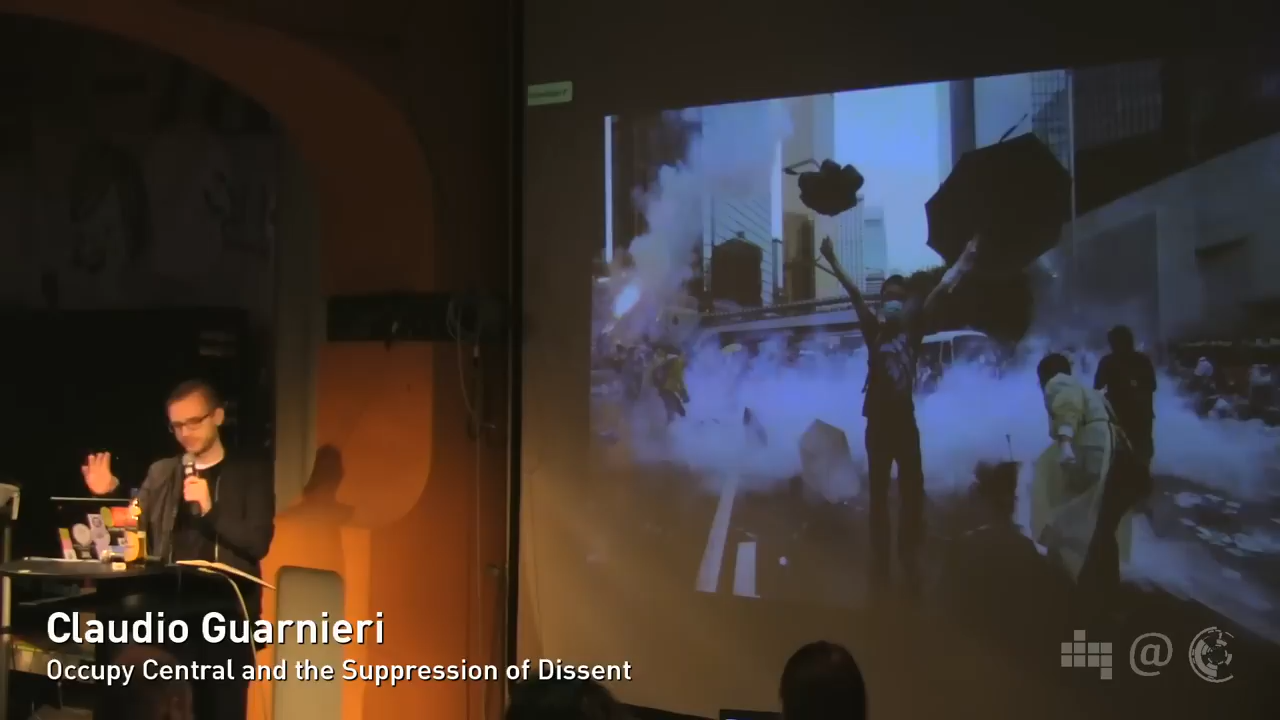 Claudio Guarnieri
Occupy Central and the Suppression of Dissent
@